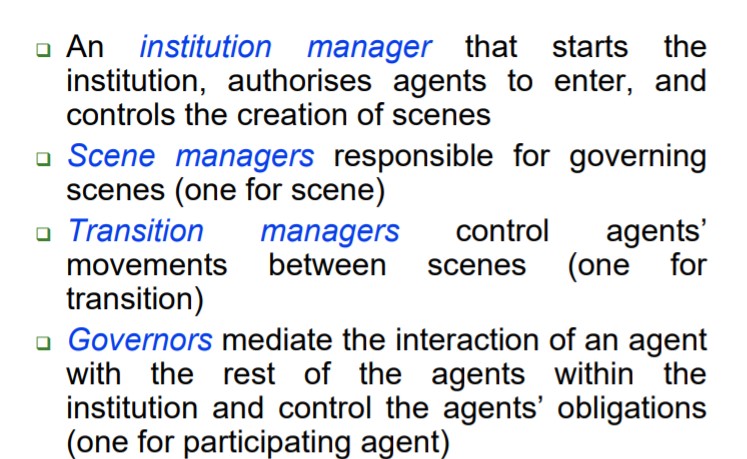 An institution manager that starts the
institution, authorises agents to enter, and
controls the creation of scenes
Scene managers responsible for governing
scenes (one for scene)
Transition managers control agents’
movements between scenes (one for
transition)
Governors mediate the interaction of an agent
with the rest of the agents within the
institution and control the agents’ obligations
(one for participating agent)